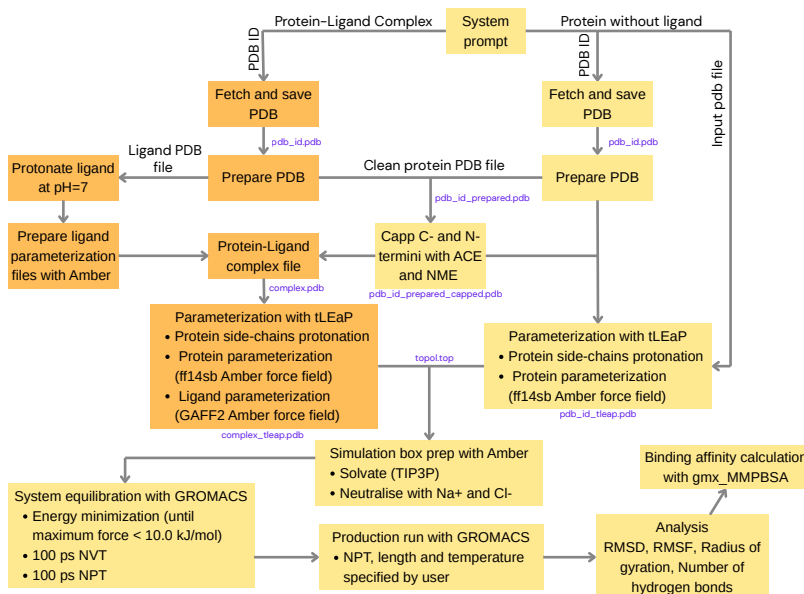 Protein-Ligand Complex
System
prompt
Protein without ligand
PDB ID
PDB ID
Input pdb file
Fetch and save
PDB
Fetch and save
PDB
pdb_id.pdb
pdb_id.pdb
Ligand PDB
file
Clean protein PDB file
Protonate ligand
at pH=7
Prepare PDB
Prepare PDB
pdb_id_prepared.pdb
Prepare ligand
parameterization
files with Amber
Protein-Ligand
complex file
Capp C- and N-
termini with ACE
and NME
complex.pdb
pdb_id_prepared_capped.pdb
Parameterization with tLEaP
• Protein side-chains protonation
• Protein parameterization
(ff14sb Amber force field)
• Ligand parameterization
(GAFF2 Amber force field)
complex_tleap.pdb
topol.top
Parameterization with tLEaP
• Protein side-chains protonation
• Protein parameterization
(ff14sb Amber force field)
pdb_id_tleap.pdb
Simulation box prep with Amber
• Solvate (TIP3P)
• Neutralise with Na+ and Cl-
Binding affinity calculation
with gmx_MMPBSA
System equilibration with GROMACS
• Energy minimization (until
maximum force < 10.0 kJ/mol)
• 100 ps NVT
• 100 ps NPT
Production run with GROMACS
• NPT, length and temperature
specified by user
Analysis
RMSD, RMSF, Radius of
gyration, Number of
hydrogen bonds